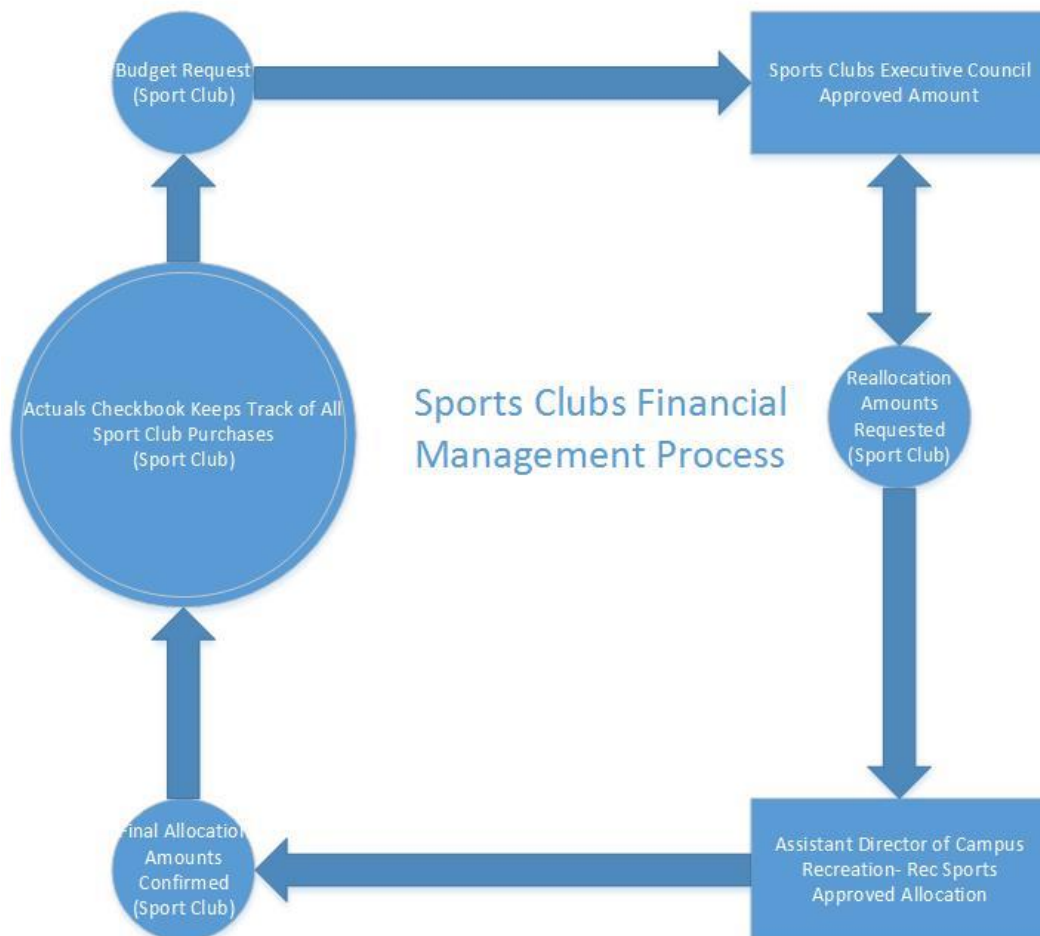 Budget Request
(Sport Club)
Sports Clubs Executive Council
Approved Amount
Reallocation
Amounts
Requested
(Sport Club)
Sports Clubs Financial
Management Process
Actuals Checkbook Keeps Track of All
Sport Club Purchases
(Sport Club)
Assistant Director of Campus
Recreation- Rec Sports
Approved Allocation
Final Allocation
Amounts
Confirmed
(Sport Club)